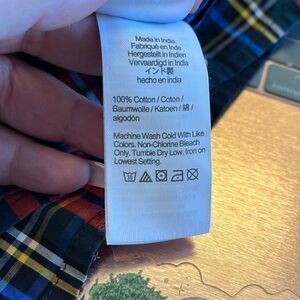 Made in India
Fabriqué en Inde
Hergestellt in Indien
Vervaardigd in India
インド製
hecho en india
100% Cotton / Coton /
Baumwolle / Katoen / 綿 /
algodón
Machine Wash Cold With Like
Colors. Non-Chlorine Bleach
Only. Tumble Dry Low. Iron on
Lowest Setting.